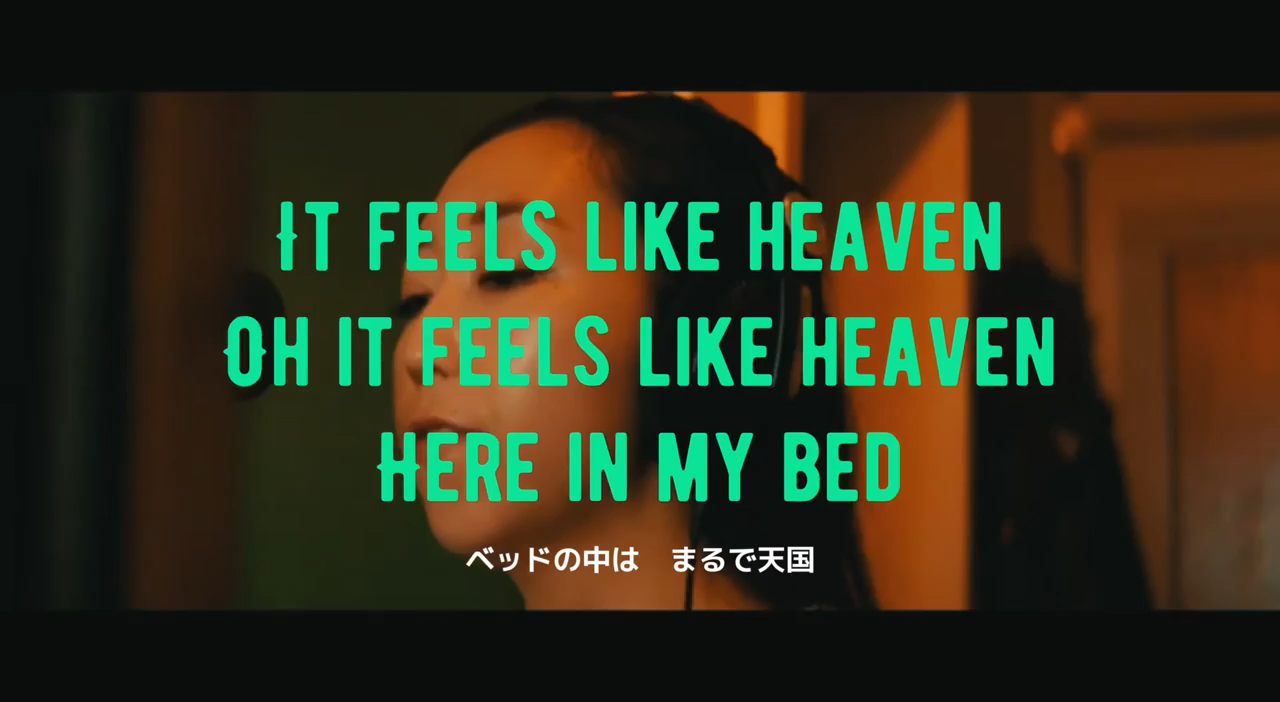 It feels like heaven
Oh it feels like heaven
Here in my bed
ベッドの中は　まるで天国